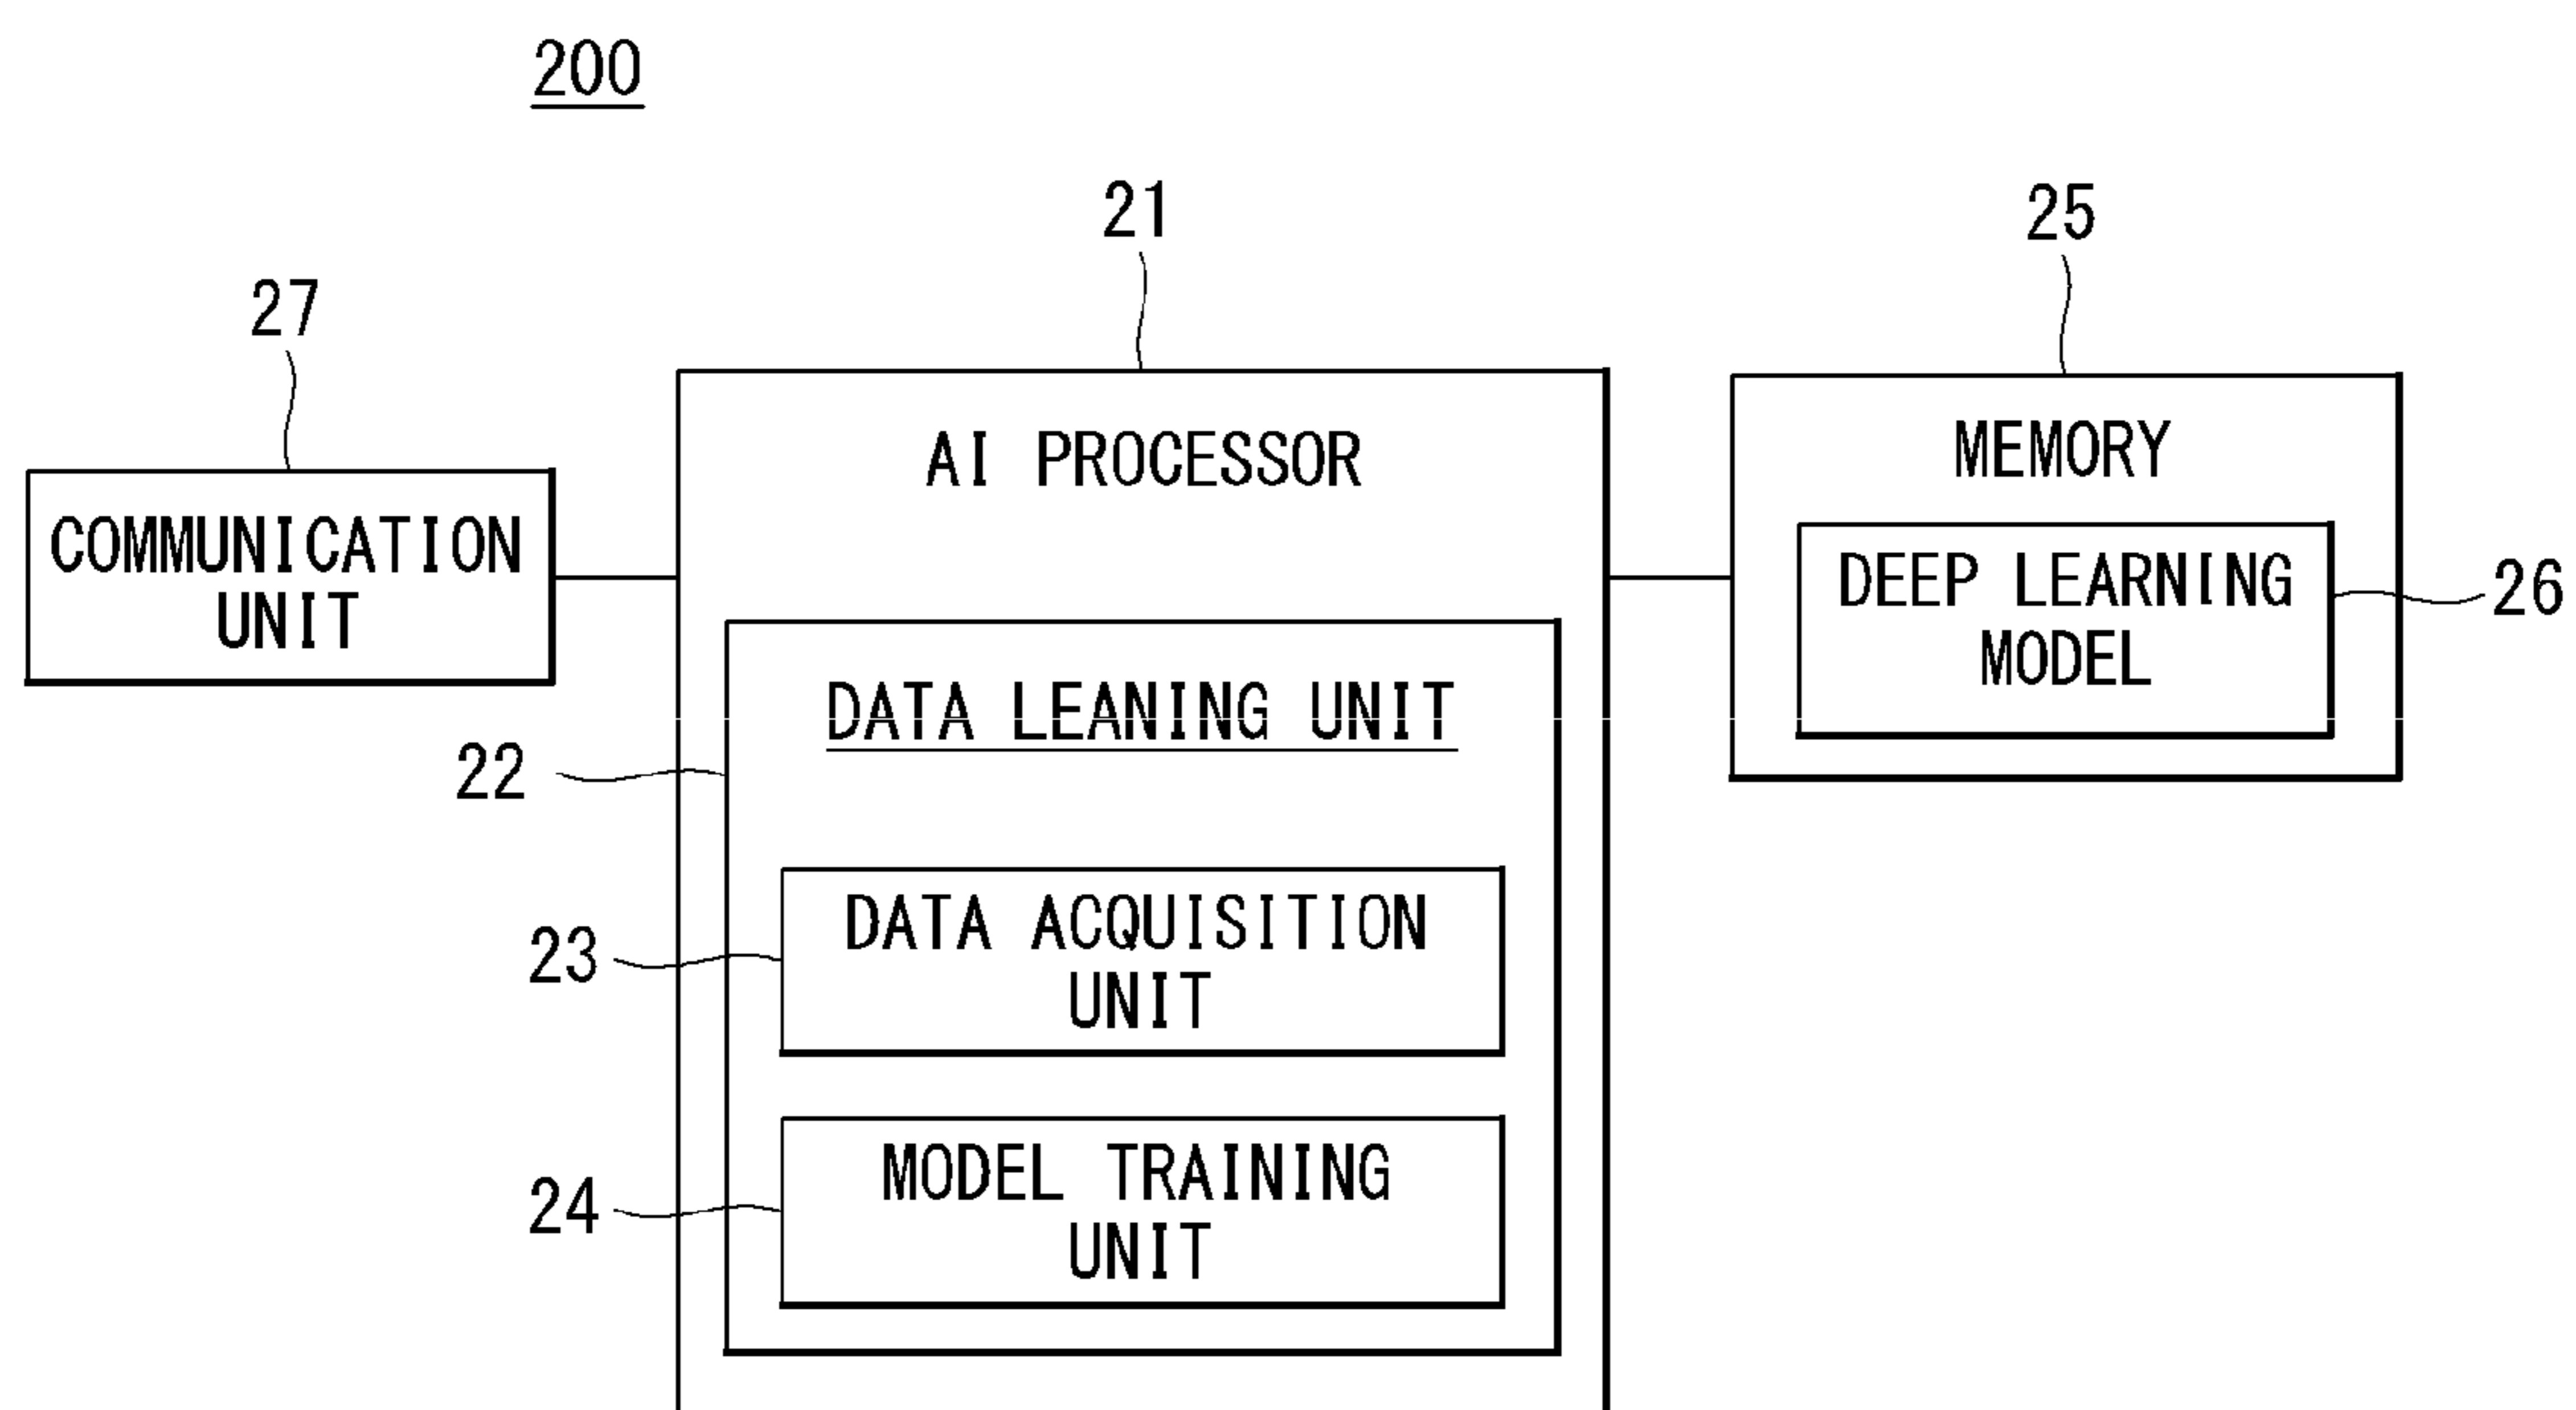 200
21
25
27
AI PROCESSOR
MEMORY
COMMUNICATION
UNIT
DEEP LEARNING
MODEL
26
DATA LEANING UNIT
22
DATA ACQUISITION
UNIT
23
MODEL TRAINING
UNIT
24